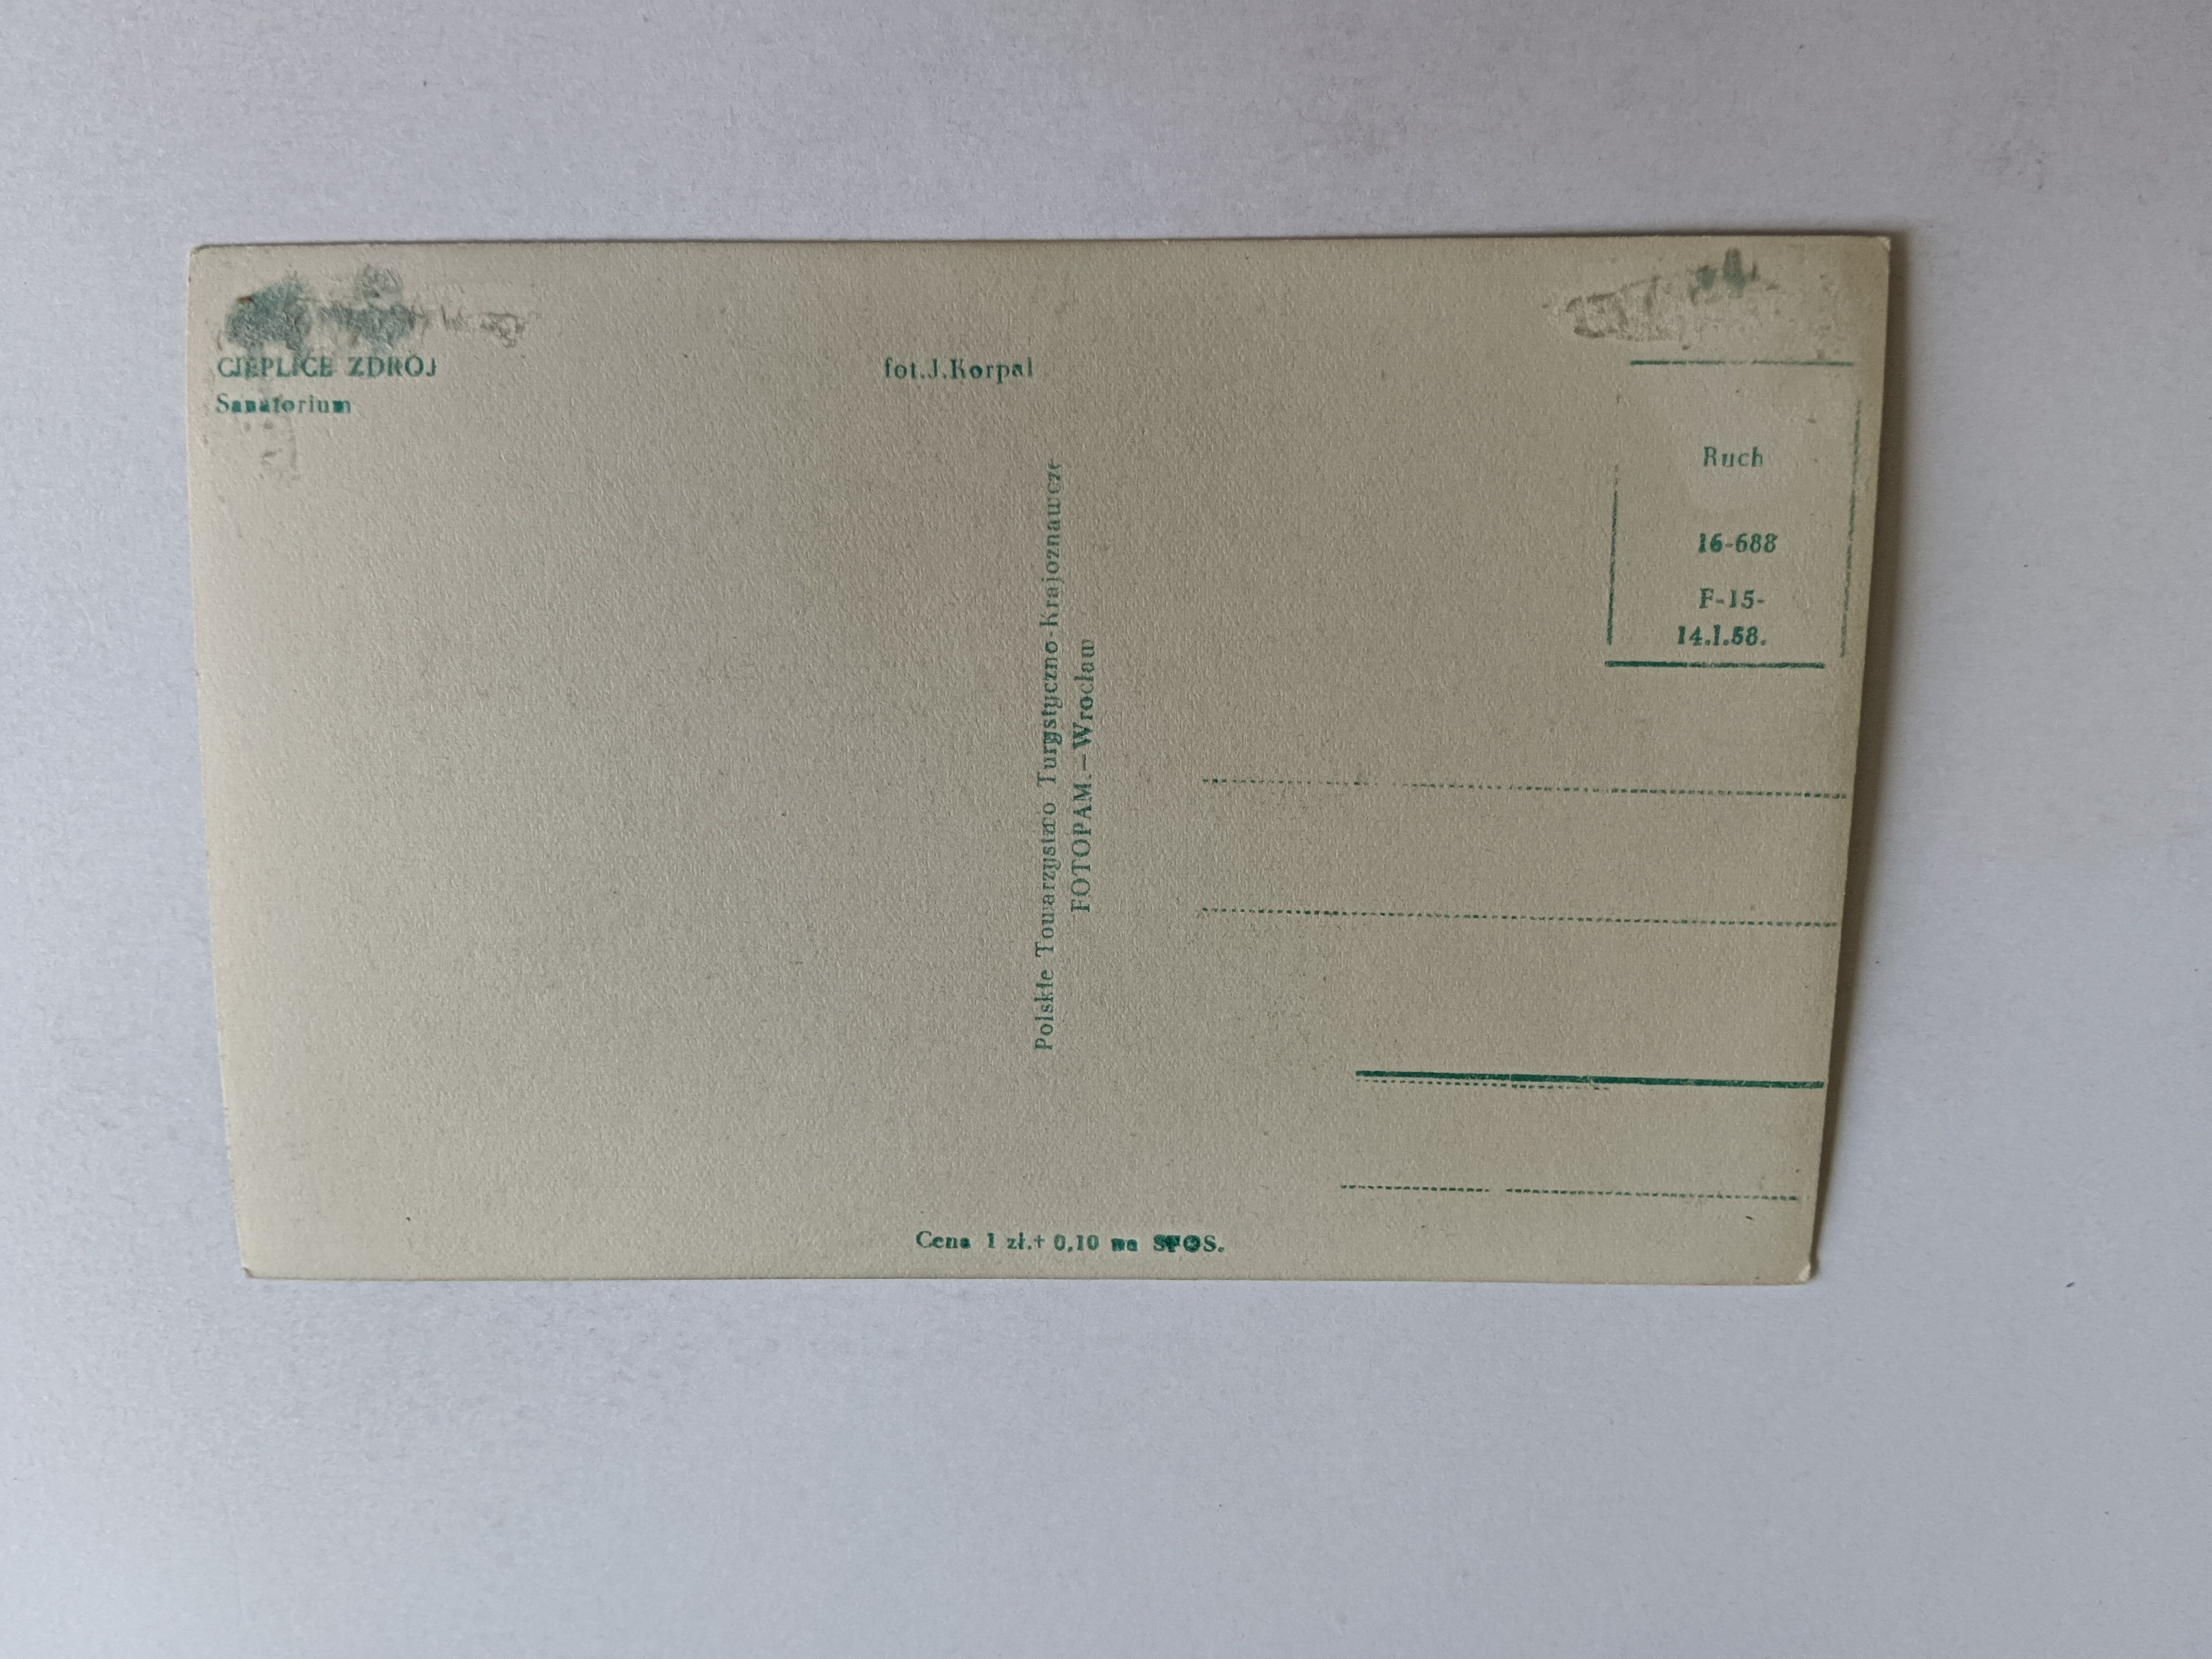 CIEPLICE ZDRÓJ
Sanatorium
fot.J.Korpal
Polskie Towarzystwo Turystyczno-Krajoznawcze
FOTOPAM.—Wrocław
Ruch
16-688
F-15-
14.I.58.
Cena 1 zł.+ 0,10 na SFOS.